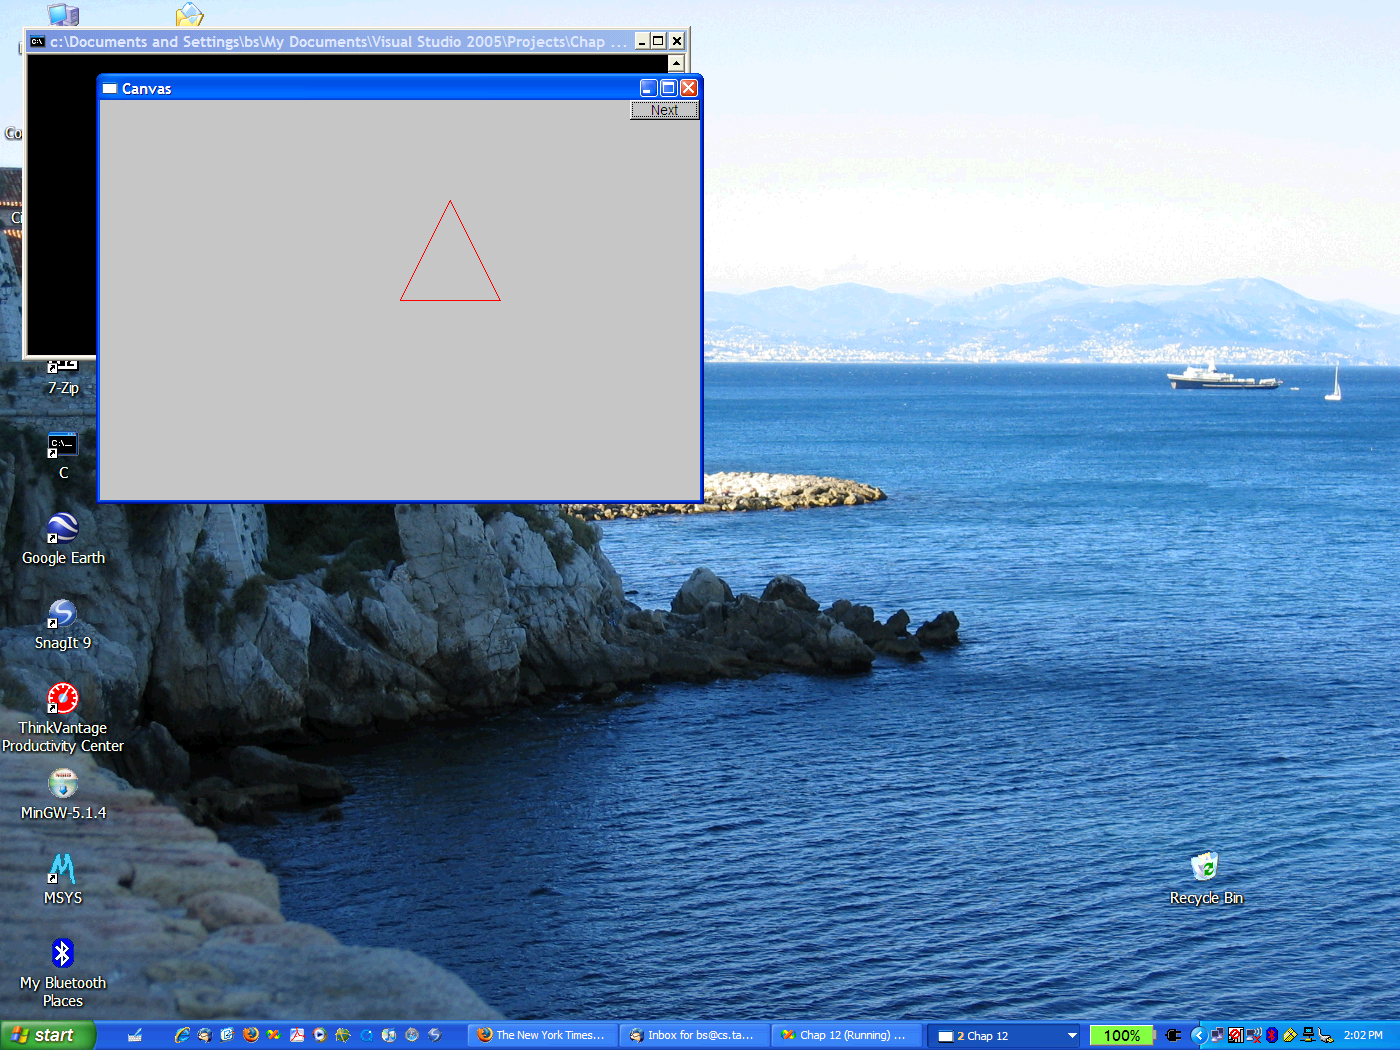 c:\Documents and Settings\bs\My Documents\Visual Studio 2005\Projects\Chap ...
Canvas
Next
Co
Ci
7-Zip
C:\
C
Google Earth
SnagIt 9
ThinkVantage
Productivity Center
MinGW-5.1.4
MSYS
My Bluetooth
Places
Recycle Bin
start
The New York Times...
Inbox for bs@cs.ta...
Chap 12 (Running) ...
2 Chap 12
100%
2:02 PM